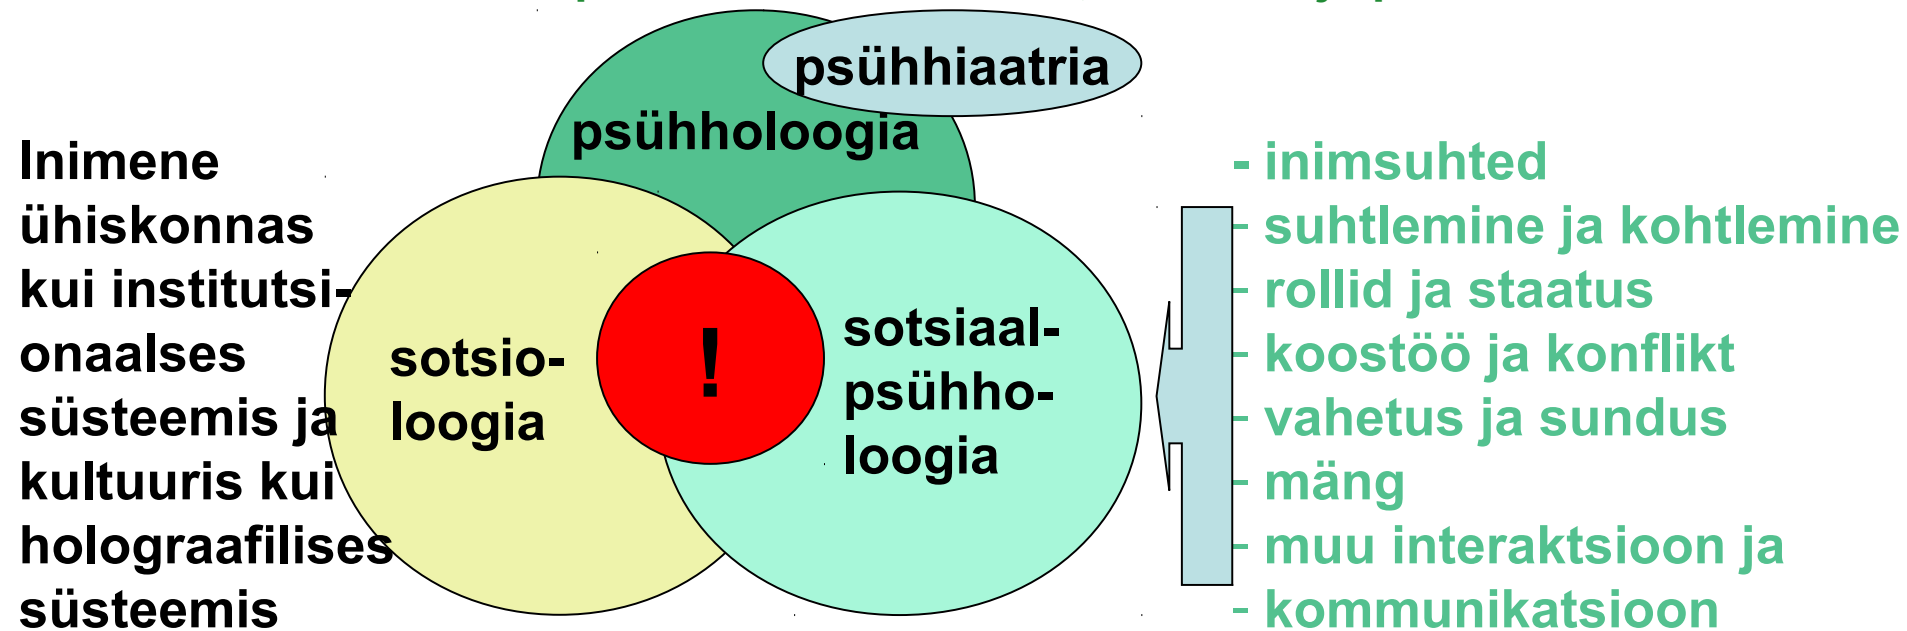 psühhiaatria
psühholoogia
Inimene
ühiskonnas
kui institutsi-
onaalses
süsteemis ja
kultuuris kui
holograafilises
süsteemis
sotsio-
loogia
!
sotsiaal-
psühho-
loogia
- inimsuhted
- suhtlemine ja kohtlemine
- rollid ja staatus
- koostöö ja konflikt
- vahetus ja sundus
- mäng
- muu interaktsioon ja
- kommunikatsioon